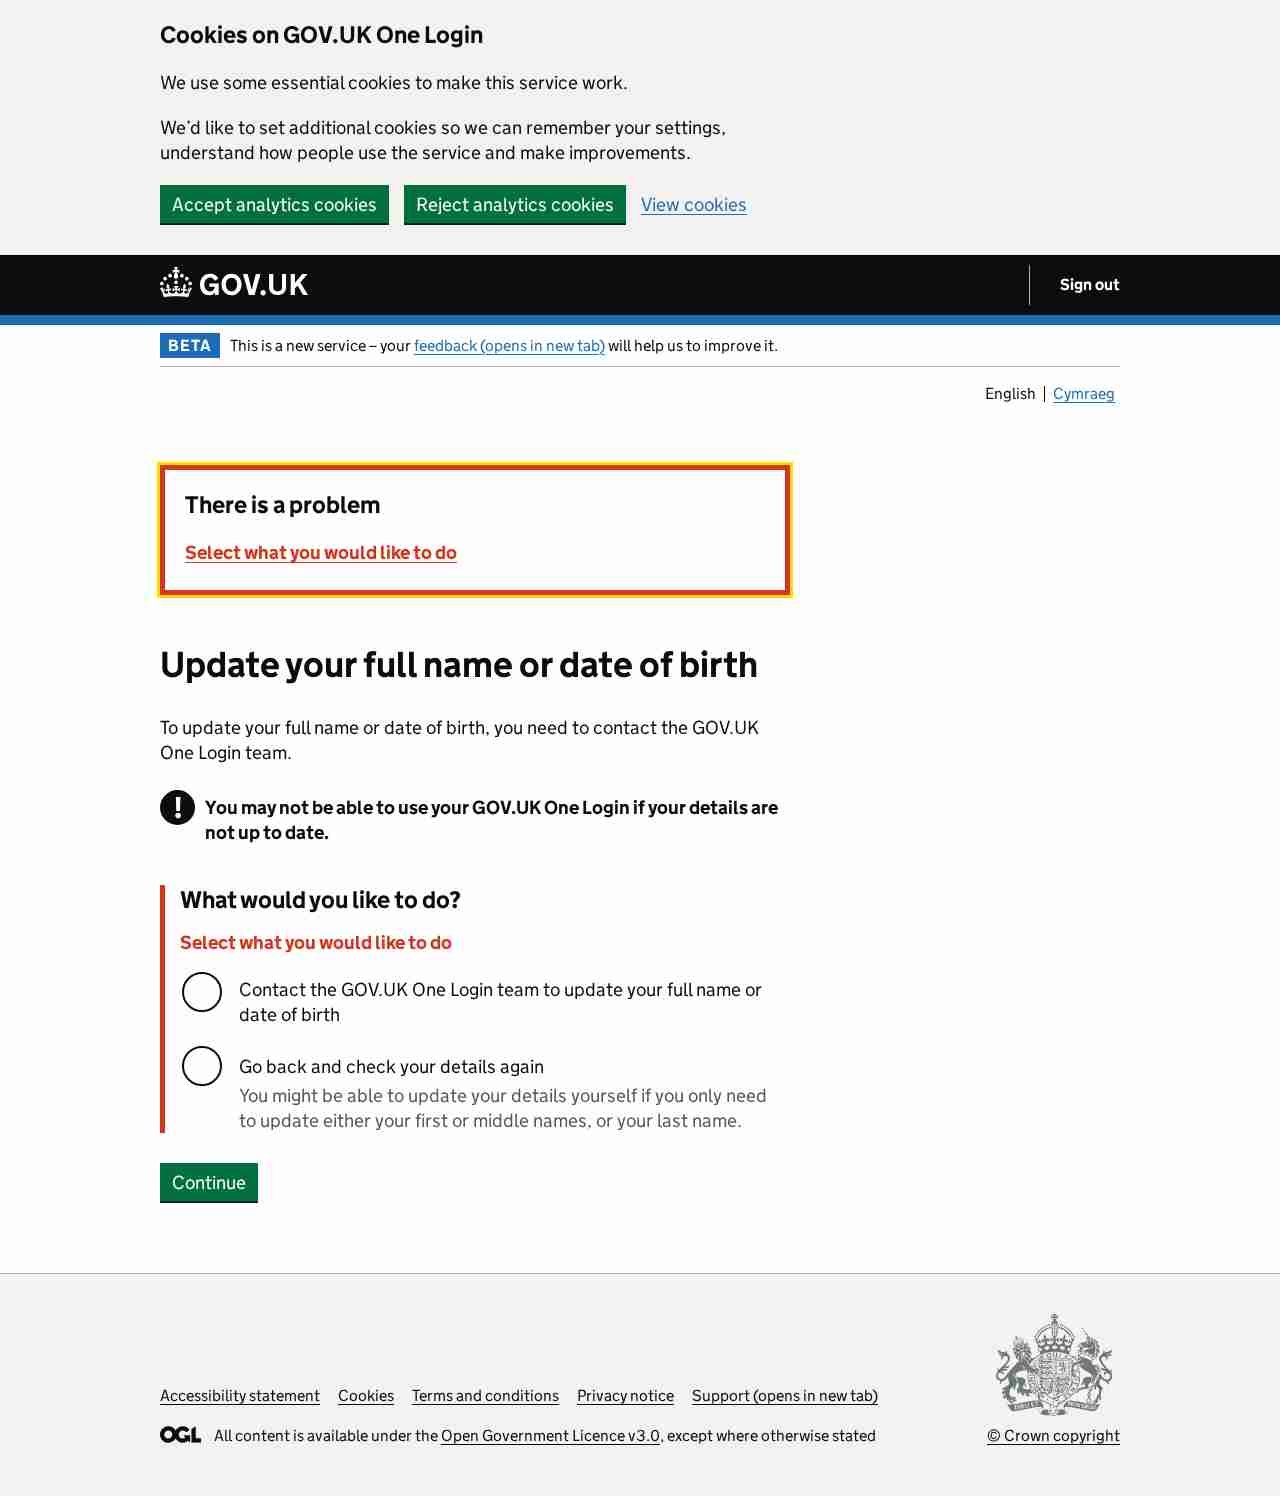 Cookies on GOV.UK One Login
We use some essential cookies to make this service work.
We’d like to set additional cookies so we can remember your settings,
understand how people use the service and make improvements.
Accept analytics cookies Reject analytics cookies View cookies
GOV.UK Sign out
BETA This is a new service – your feedback (opens in new tab) will help us to improve it.
English Cymraeg
There is a problem
Select what you would like to do
Update your full name or date of birth
To update your full name or date of birth, you need to contact the GOV.UK
One Login team.
! You may not be able to use your GOV.UK One Login if your details are
not up to date.
What would you like to do?
Select what you would like to do
Contact the GOV.UK One Login team to update your full name or
date of birth
Go back and check your details again
You might be able to update your details yourself if you only need
to update either your first or middle names, or your last name.
Continue
Accessibility statement Cookies Terms and conditions Privacy notice Support (opens in new tab)
OGL All content is available under the Open Government Licence v3.0, except where otherwise stated
© Crown copyright